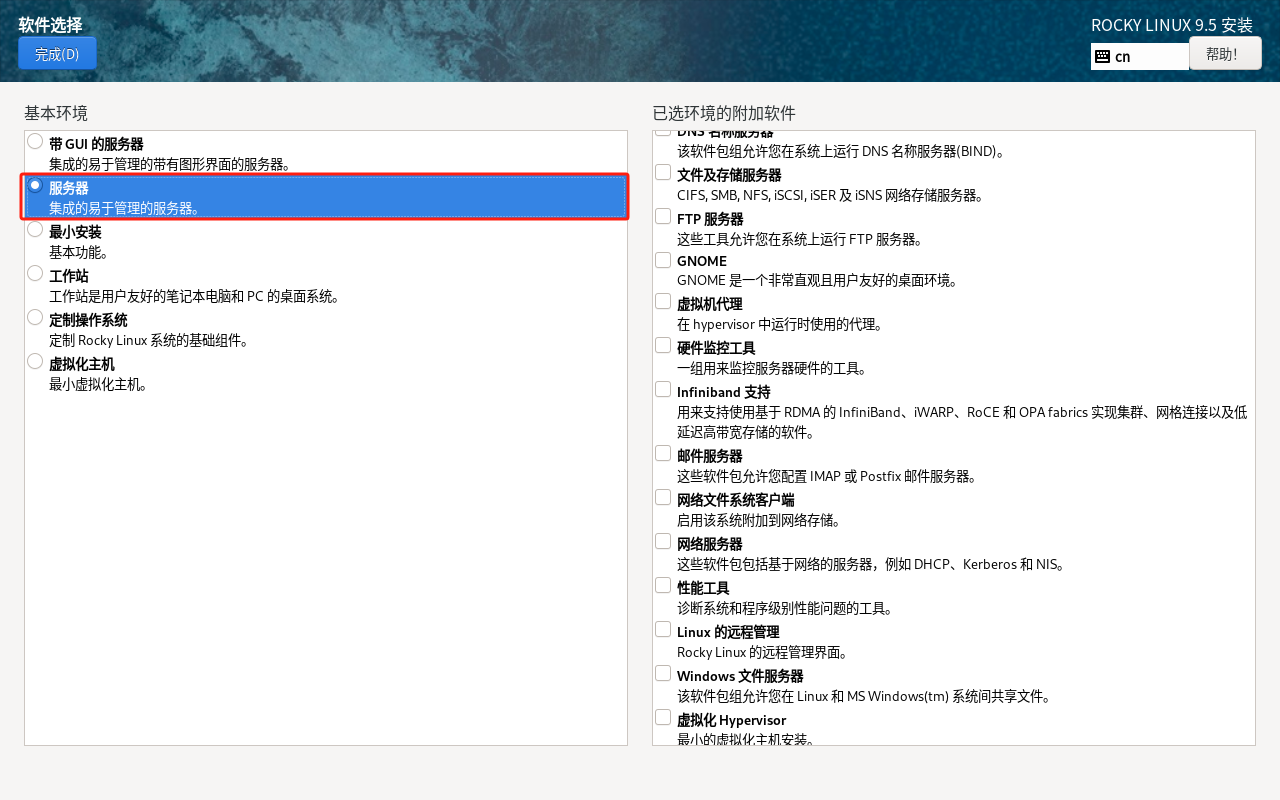 软件选择
完成(D)
ROCKY LINUX 9.5 安装
cn
帮助！
基本环境
带 GUI 的服务器
集成的易于管理的带有图形界面的服务器。
服务器
集成的易于管理的服务器。
最小安装
基本功能。
工作站
工作站是用户友好的笔记本电脑和 PC 的桌面系统。
定制操作系统
定制 Rocky Linux 系统的基础组件。
虚拟化主机
最小虚拟化主机。
已选环境的附加软件
DNS 名称服务器
该软件包组允许您在系统上运行 DNS 名称服务器(BIND)。
文件及存储服务器
CIFS, SMB, NFS, iSCSI, iSER 及 iSNS 网络存储服务器。
FTP 服务器
这些工具允许您在系统上运行 FTP 服务器。
GNOME
GNOME 是一个非常直观且用户友好的桌面环境。
虚拟机代理
在 hypervisor 中运行时使用的代理。
硬件监控工具
一组用来监控服务器硬件的工具。
Infiniband 支持
用来支持使用基于 RDMA 的 InfiniBand、iWARP、RoCE 和 OPA fabrics 实现集群、网格连接以及低
延迟高带宽存储的软件。
邮件服务器
这些软件包允许您配置 IMAP 或 Postfix 邮件服务器。
网络文件系统客户端
启用该系统附加到网络存储。
网络服务器
这些软件包包括基于网络的服务器，例如 DHCP、Kerberos 和 NIS。
性能工具
诊断系统和程序级别性能问题的工具。
Linux 的远程管理
Rocky Linux 的远程管理界面。
Windows 文件服务器
该软件包组允许您在 Linux 和 MS Windows(tm) 系统间共享文件。
虚拟化 Hypervisor
最小的虚拟化主机安装。